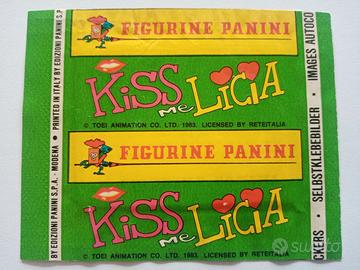 FIGURINE PANINI
KISS me LICIA
© TOEI ANIMATION CO. LTD. 1983. LICENSED BY RETEITALIA
FIGURINE PANINI
KISS me LICIA
© TOEI ANIMATION CO. LTD. 1983. LICENSED BY RETEITALIA
BY EDIZIONI PANINI S.P.A. - MODENA ● PRINTED IN ITALY BY EDIZIONI PANINI S.P
CKERS · SELBSTKLEBEBILDER · IMAGES AUTOCO
subito